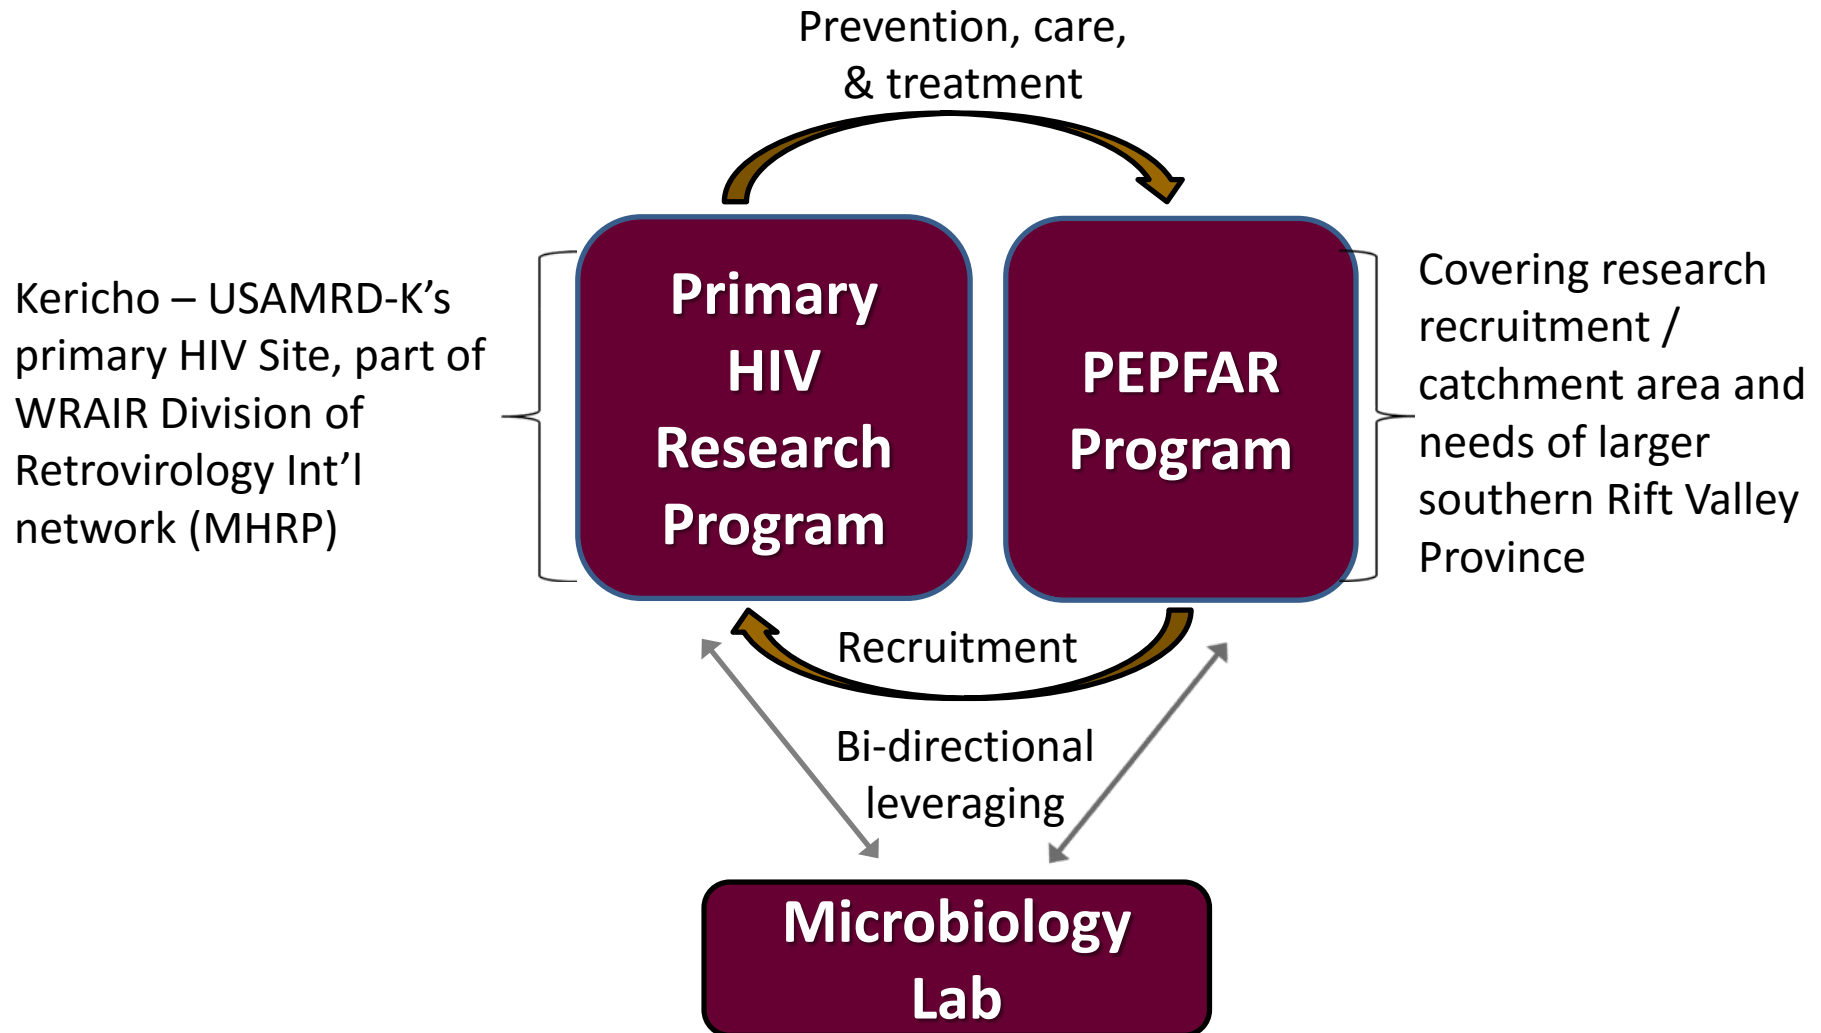 Prevention, care,
& treatment
Kericho – USAMRD-K’s
primary HIV Site, part of
WRAIR Division of
Retrovirology Int’l
network (MHRP)
Primary
HIV
Research
Program
PEPFAR
Program
Covering research
recruitment /
catchment area and
needs of larger
southern Rift Valley
Province
Recruitment
Bi-directional
leveraging
Microbiology
Lab